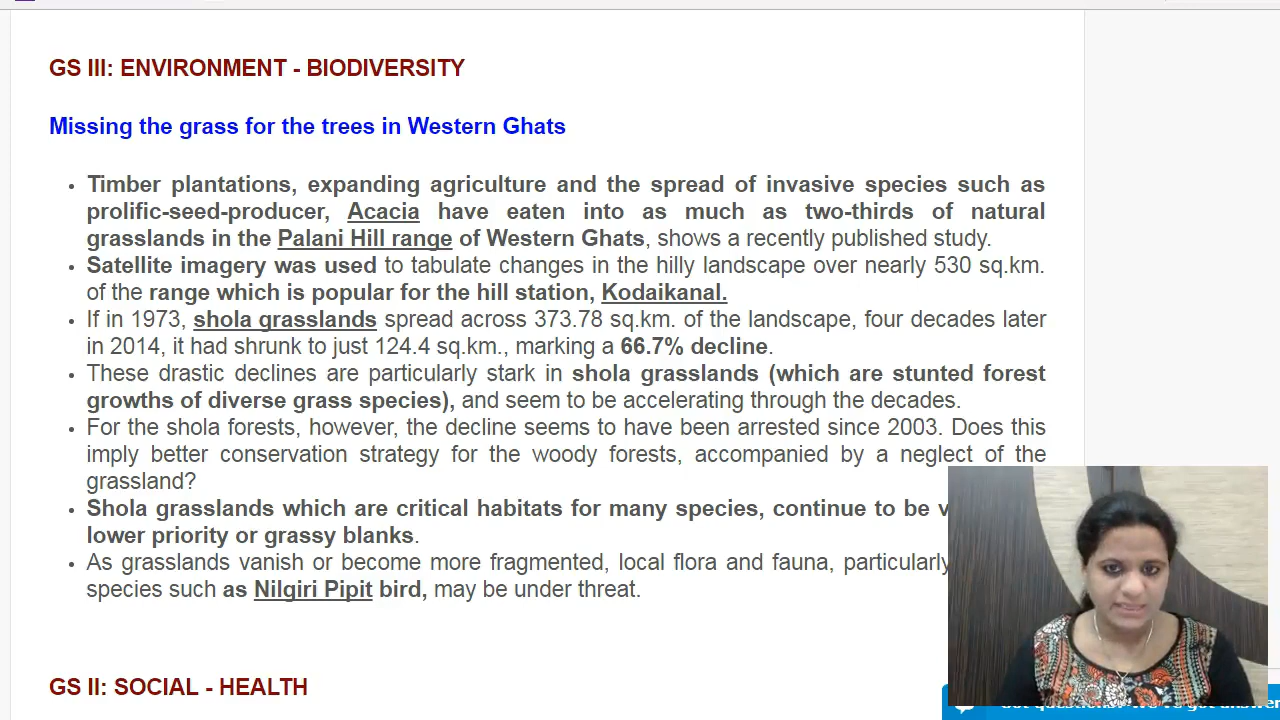 GS III: ENVIRONMENT - BIODIVERSITY
Missing the grass for the trees in Western Ghats
• Timber plantations, expanding agriculture and the spread of invasive species such as
prolific-seed-producer, Acacia have eaten into as much as two-thirds of natural
grasslands in the Palani Hill range of Western Ghats, shows a recently published study.
• Satellite imagery was used to tabulate changes in the hilly landscape over nearly 530 sq.km.
of the range which is popular for the hill station, Kodaikanal.
• If in 1973, shola grasslands spread across 373.78 sq.km. of the landscape, four decades later
in 2014, it had shrunk to just 124.4 sq.km., marking a 66.7% decline.
• These drastic declines are particularly stark in shola grasslands (which are stunted forest
growths of diverse grass species), and seem to be accelerating through the decades.
• For the shola forests, however, the decline seems to have been arrested since 2003. Does this
imply better conservation strategy for the woody forests, accompanied by a neglect of the
grassland?
• Shola grasslands which are critical habitats for many species, continue to be
lower priority or grassy blanks.
• As grasslands vanish or become more fragmented, local flora and fauna, particularly
species such as Nilgiri Pipit bird, may be under threat.
GS II: SOCIAL - HEALTH